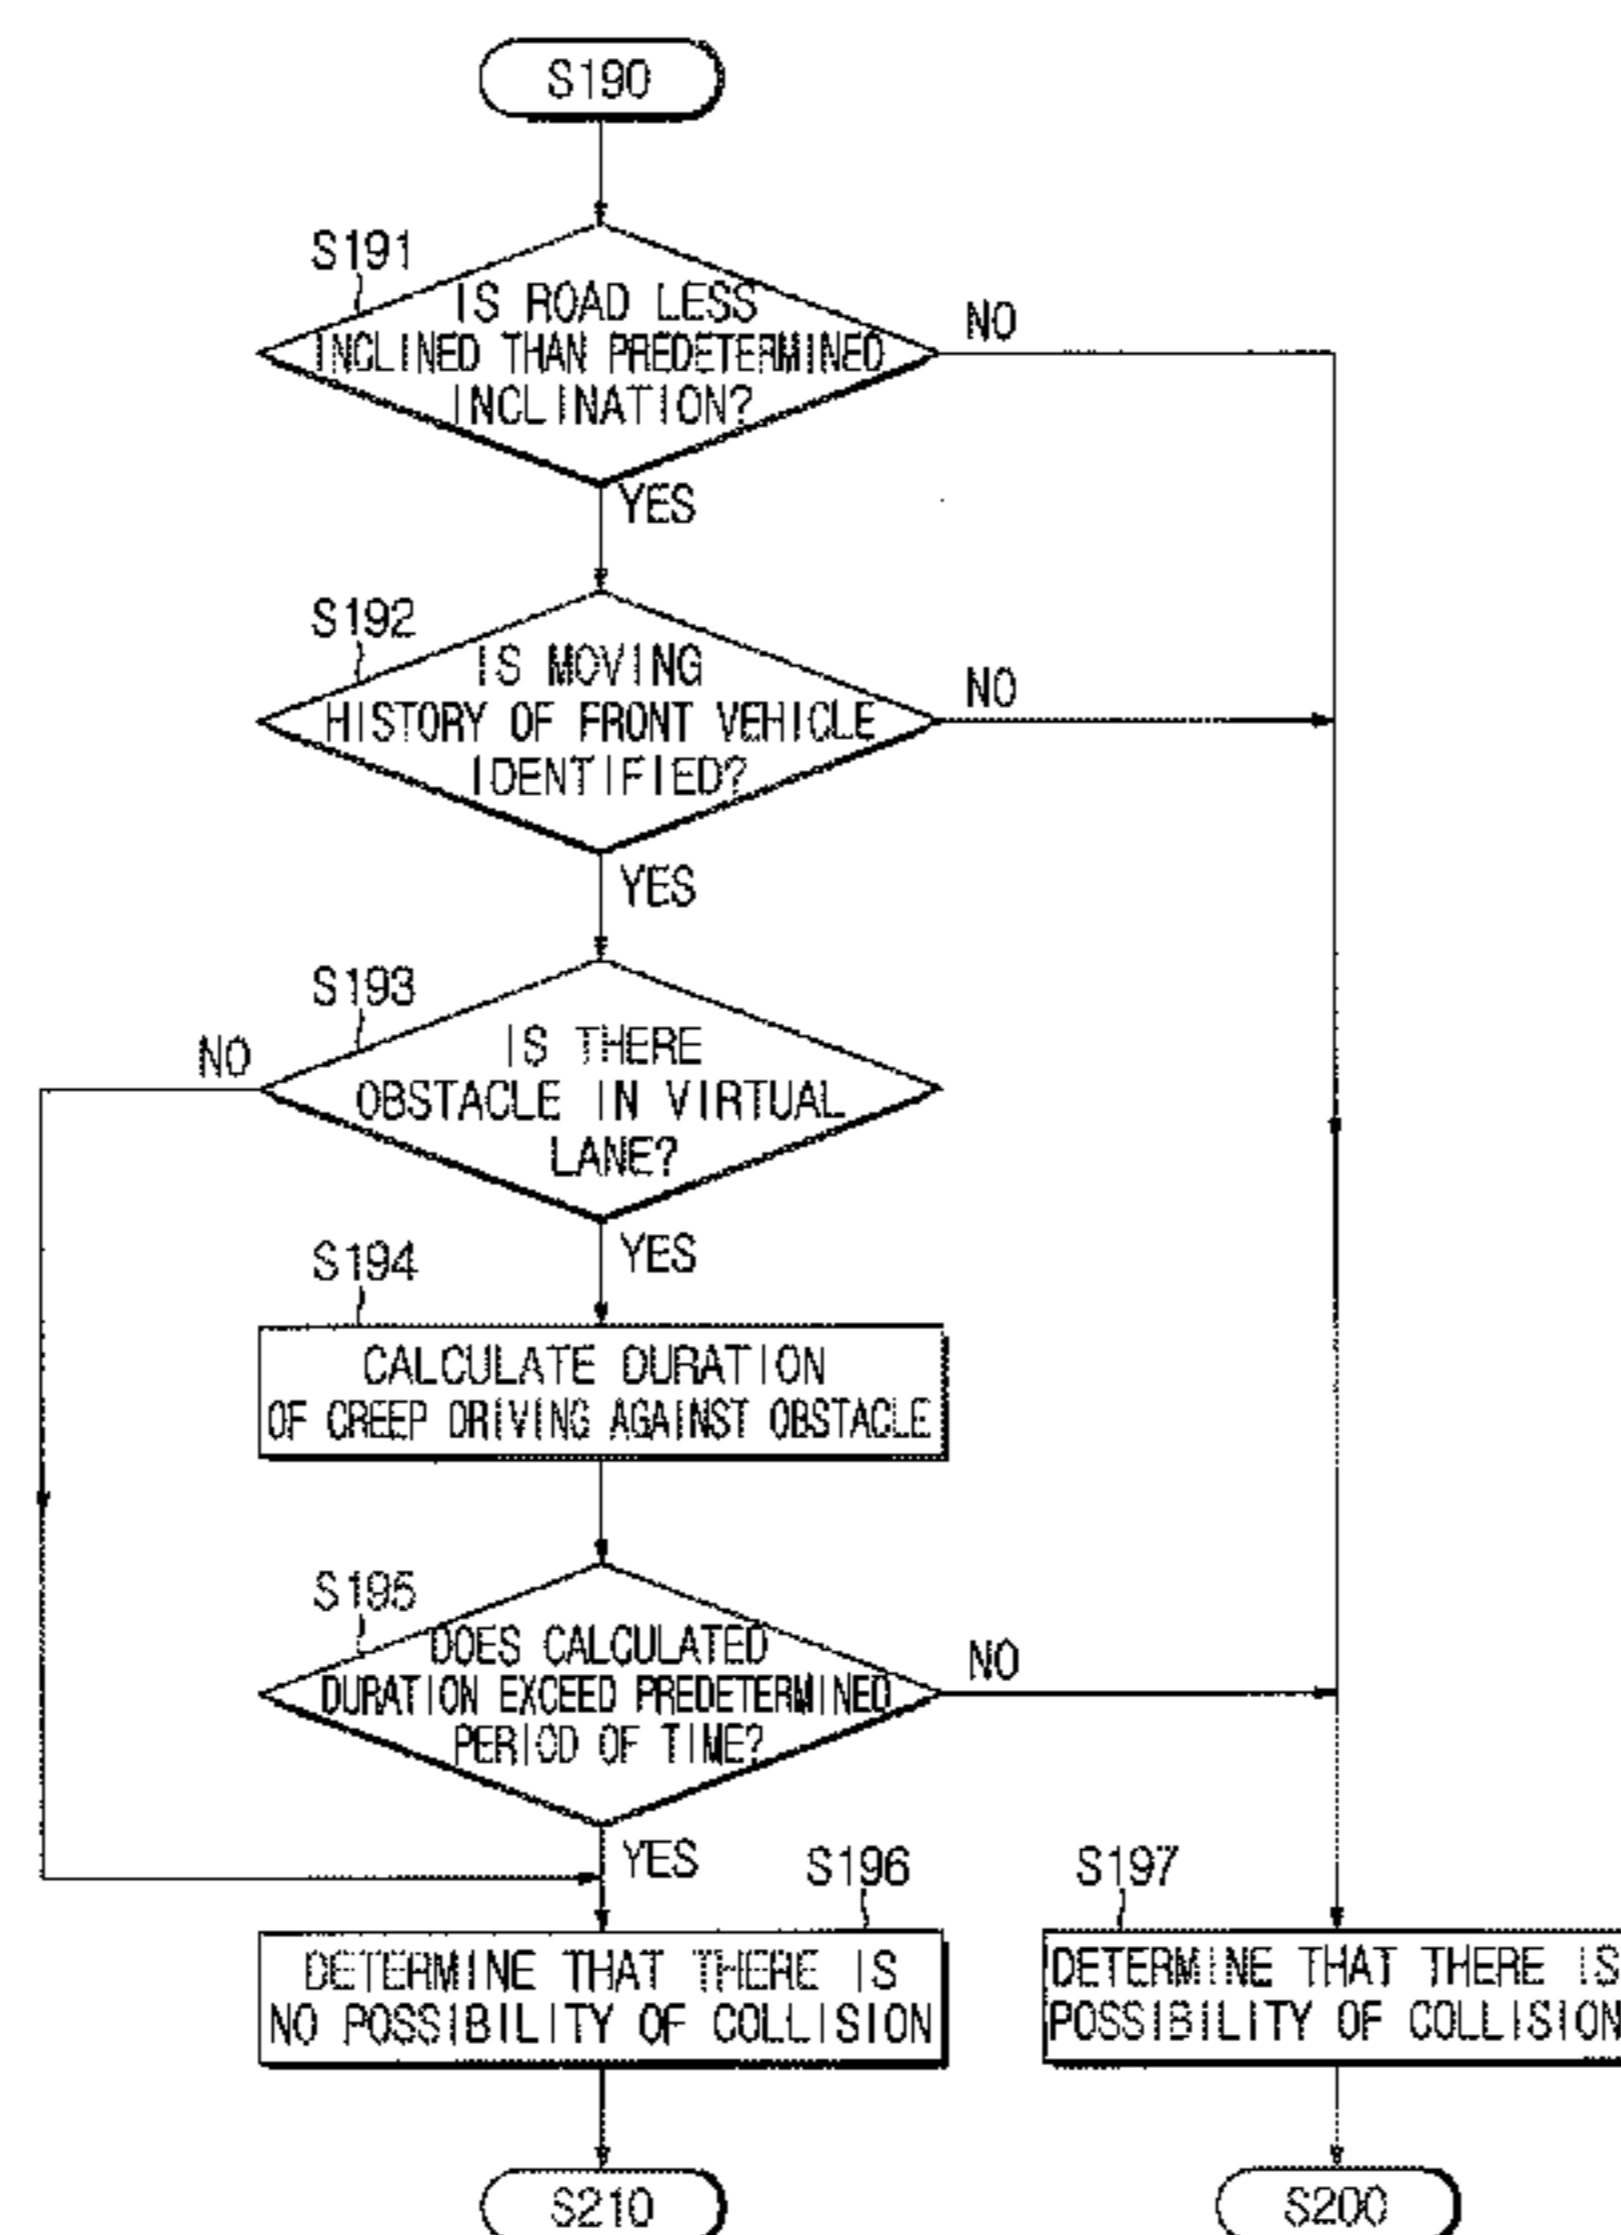 S190
S191
IS ROAD LESS
INCLINED THAN PREDETERMINED
INCLINATION?
NO
YES
S192
IS MOVING
HISTORY OF FRONT VEHICLE
IDENTIFIED?
NO
YES
S193
IS THERE
OBSTACLE IN VIRTUAL
LANE?
NO
YES
S194
CALCULATE DURATION
OF CREEP DRIVING AGAINST OBSTACLE
S195
DOES CALCULATED
DURATION EXCEED PREDETERMINED
PERIOD OF TIME?
NO
YES
S196
DETERMINE THAT THERE IS
NO POSSIBILITY OF COLLISION
S197
DETERMINE THAT THERE IS
POSSIBILITY OF COLLISION
S210
S200